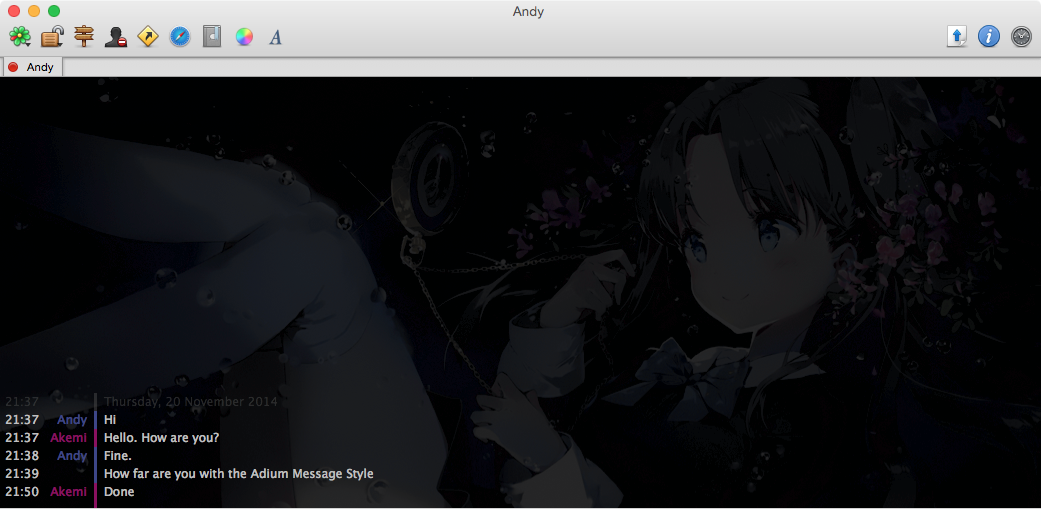 Andy
A
Andy
21:37 Thursday, 20 November 2014
21:37 Andy Hi
21:37 Akemi Hello. How are you?
21:38 Andy Fine.
21:39 How far are you with the Adium Message Style
21:50 Akemi Done